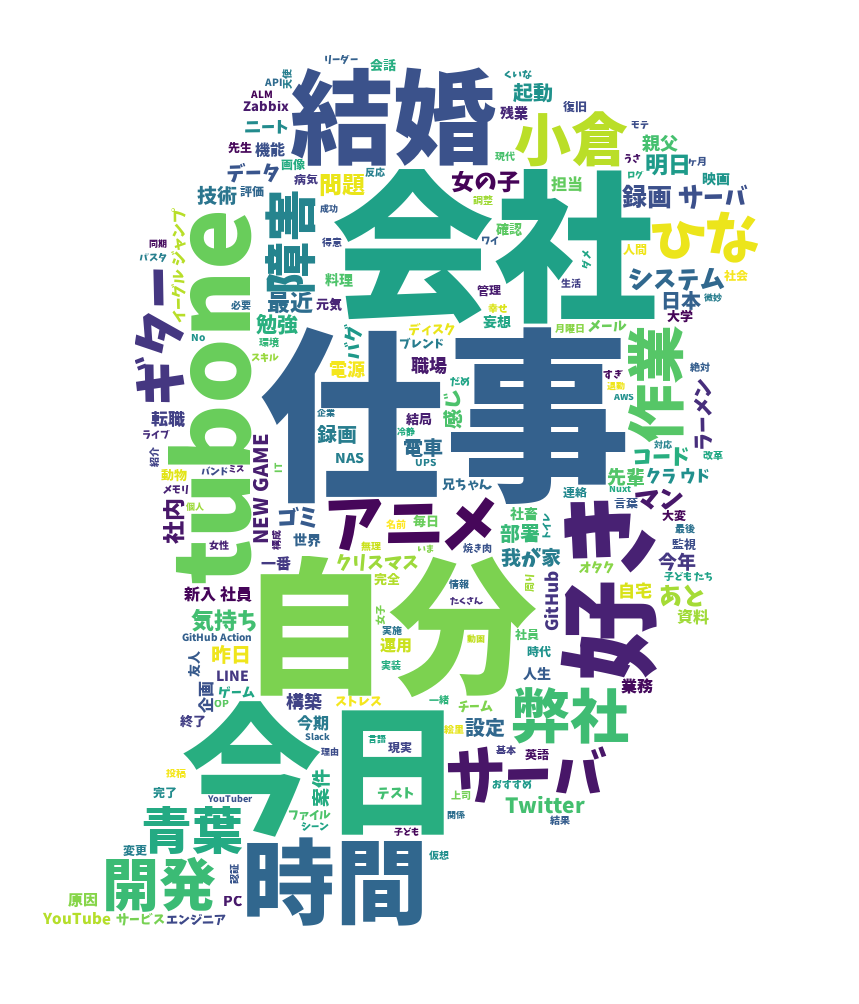 リーダー
会話
くいな
API
天使
ALM
Zabbix
結婚
起動
残業
復旧
ニート
小倉
モテ
先生
機能
親父
データ
画像
反応
現代
うさ
明日
ヶ月
技術
評価
病気
問題
女の子
担当
ログ
映画
成功
調整
録画
サーバ
障害
会社
ひな
イーグル
ジャンプ
同期
得意
確認
ワイ
ダメ
人間
パスタ
料理
管理
生活
システム
社会
tubone
必要
最近
元気
幸せ
日本
微妙
ギター
勉強
妄想
大学
No
環境
バグ
ディスク
月曜日
メール
スキル
電源
ブレンド
仕事
作業
絶対
職場
だめ
すぎ
通勤
AWS
転職
企業
感じ
ラーメン
ライブ
録画
結局
冷静
電車
対応
紹介
NEW GAME
NAS
UPS
コード
改革
動物
バンド
ミス
IT
兄ちゃん
先輩
クラウド
メモリ
連絡
Nuxt
マン
個人
社内
ゴミ
アニメ
名前
毎日
社畜
言葉
大変
女性
構成
世界
無理
いま
部署
トイレ
好き
最後
監視
一番
クリスマス
焼き肉
我が家
今年
オタク
子どもたち
完全
情報
周り
GitHub
自宅
あと
新入
社員
自分
たくさん
資料
気持ち
女子
実施
GitHub Action
運用
動画
社員
昨日
友人
実装
時代
LINE
人生
企画
ゲーム
業務
OP
構築
ストレス
一緒
チーム
弊社
終了
今期
絵里
設定
Slack
今日
言語
現実
理由
サーバ
基本
英語
投稿
完了
YouTuber
案件
テスト
上司
おすすめ
Twitter
青葉
ファイル
シーン
関係
結果
子ども
変更
時間
仮想
開発
認証
原因
PC
YouTube
サービス
エンジニア